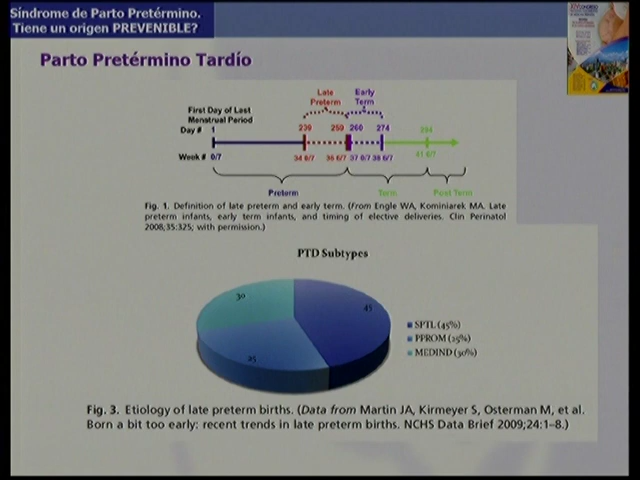 Síndrome de Parto Pretérmino.
Tiene un origen PREVENIBLE?
Parto Pretérmino Tardío
Late Preterm
Early Term
First Day of Last
Menstrual Period
Day # 1 239 259 260 274 294
Week # 0/7 34 0/7 36 6/7 37 0/7 38 6/7 41 6/7
Preterm Term Post Term
Fig. 1. Definition of late preterm and early term. (From Engle WA, Kominiarek MA. Late
preterm infants, early term infants, and timing of elective deliveries. Clin Perinatol
2008;35:325; with permission.)
PTD Subtypes
30
45
25
SPTL (45%)
PPROM (25%)
MEDIND (30%)
Fig. 3. Etiology of late preterm births. (Data from Martin JA, Kirmeyer S, Osterman M, et al.
Born a bit too early: recent trends in late preterm births. NCHS Data Brief 2009;24:1–8.)